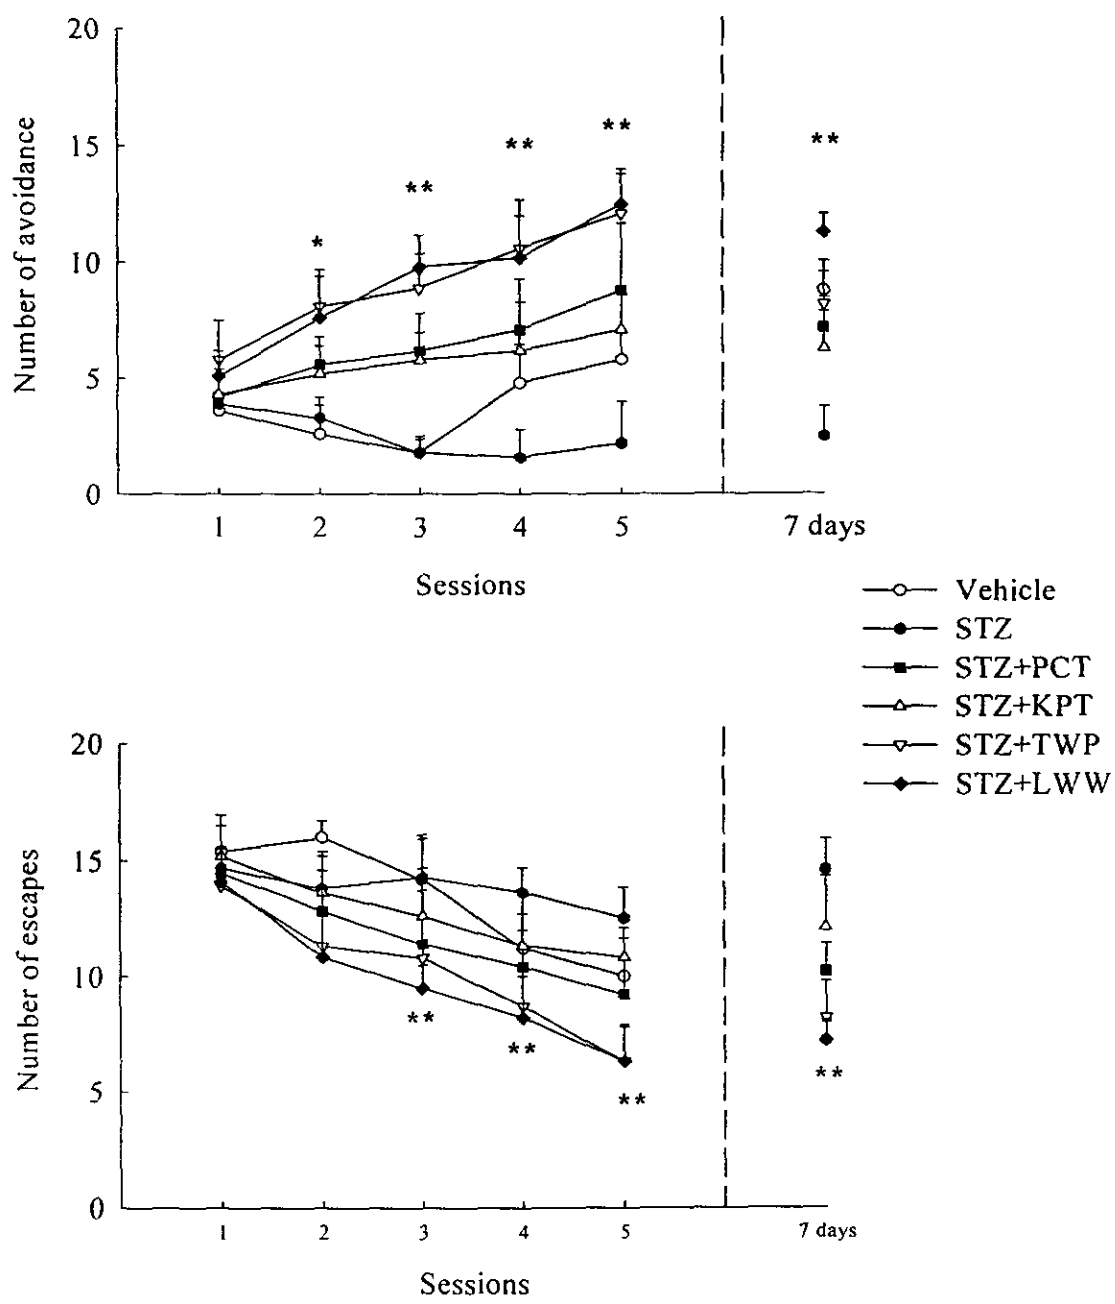 20
15
10
5
0
Number of avoidance
*
**
**
**
**
1 2 3 4 5 7 days
Sessions
Vehicle
STZ
STZ+PCT
STZ+KPT
STZ+TWP
STZ+LWW
20
15
10
5
0
Number of escapes
**
**
**
**
1 2 3 4 5 7 days
Sessions